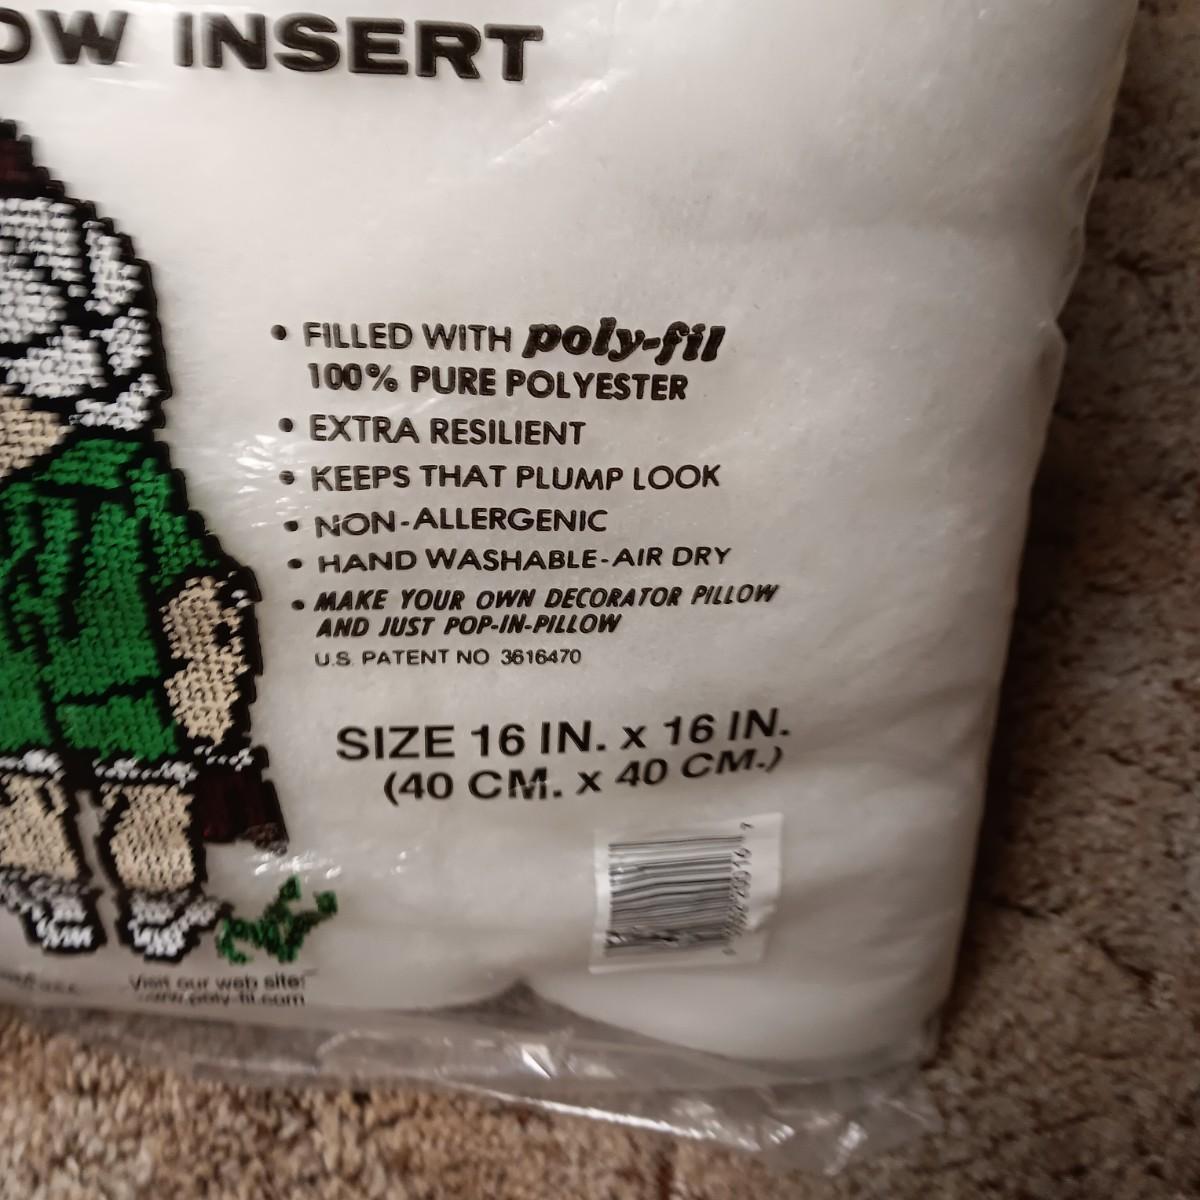 OW INSERT
• FILLED WITH poly-fil
100% PURE POLYESTER
• EXTRA RESILIENT
• KEEPS THAT PLUMP LOOK
• NON-ALLERGENIC
• HAND WASHABLE-AIR DRY
• MAKE YOUR OWN DECORATOR PILLOW
AND JUST POP-IN-PILLOW
U.S. PATENT NO 3616470
SIZE 16 IN. x 16 IN.
(40 CM. x 40 CM.)
Visit our web site:
www.poly-fil.com